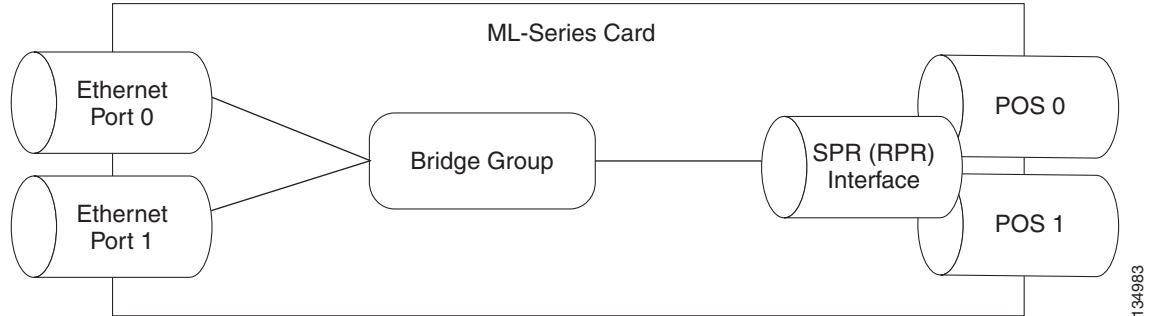 ML-Series Card
Ethernet
Port 0
Ethernet
Port 1
Bridge Group
SPR (RPR)
Interface
POS 0
POS 1
134983